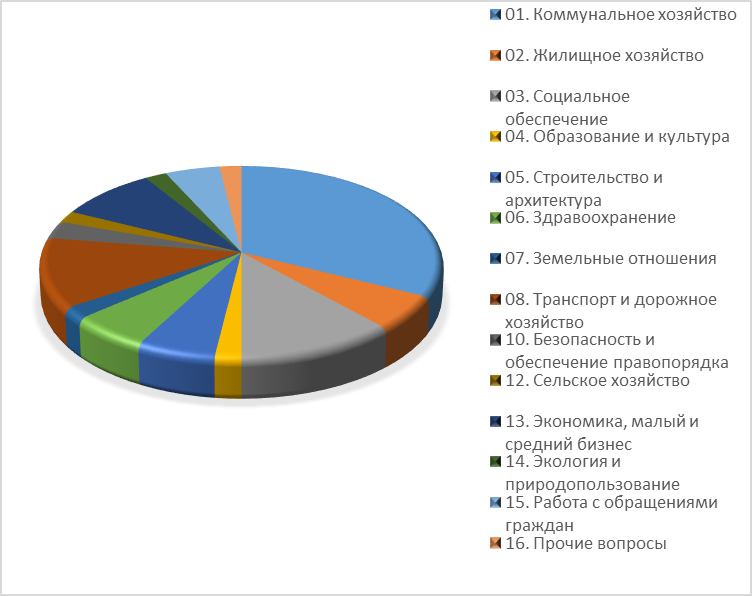 01. Коммунальное хозяйство
02. Жилищное хозяйство
03. Социальное
обеспечение
04. Образование и культура
05. Строительство и
архитектура
06. Здравоохранение
07. Земельные отношения
08. Транспорт и дорожное
хозяйство
10. Безопасность и
обеспечение правопорядка
12. Сельское хозяйство
13. Экономика, малый и
средний бизнес
14. Экология и
природопользование
15. Работа с обращениями
граждан
16. Прочие вопросы